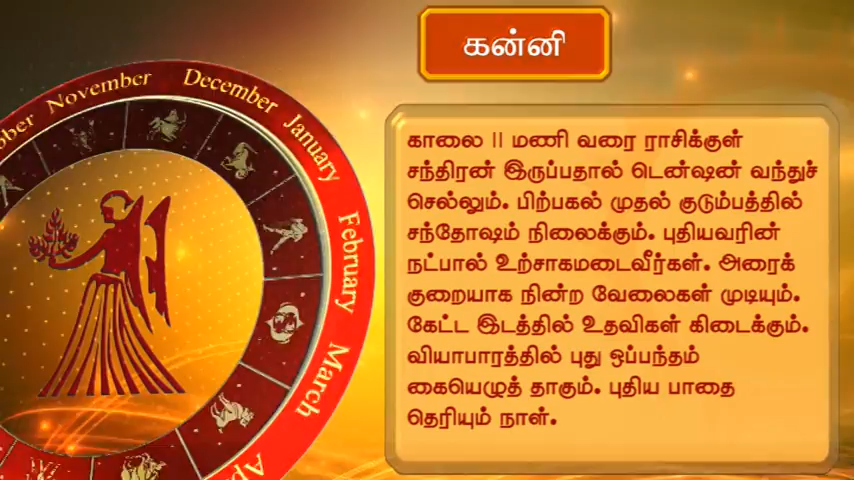 கன்னி
காலை 11 மணி வரை ராசிக்குள்
சந்திரன் இருப்பதால் டென்ஷன் வந்துச்
செல்லும். பிற்பகல் முதல் குடும்பத்தில்
சந்தோஷம் நிலைக்கும். புதியவரின்
நட்பால் உற்சாகமடைவீர்கள். அரைக்
குறையாக நின்ற வேலைகள் முடியும்.
கேட்ட இடத்தில் உதவிகள் கிடைக்கும்.
வியாபாரத்தில் புது ஒப்பந்தம்
கையெழுத் தாகும். புதிய பாதை
தெரியும் நாள்.
November
December
January
February
March